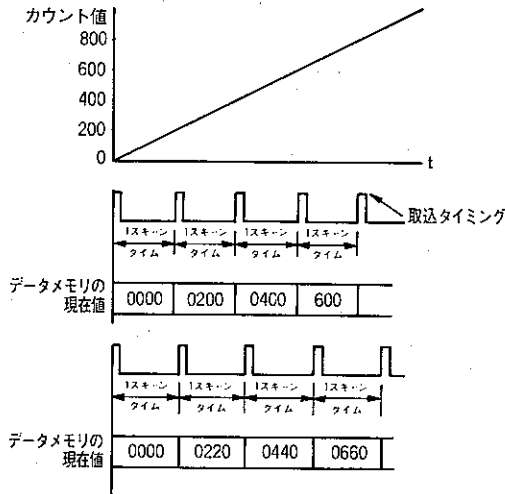 カウント値
800
600
400
200
0
t
取込タイミング
1スキャン 1スキャン 1スキャン 1スキャン
タイム タイム タイム タイム
データメモリの
現在値
0000 0200 0400 600
1スキャン 1スキャン 1スキャン 1スキャン
タイム タイム タイム タイム
データメモリの
現在値
0000 0220 0440 0660